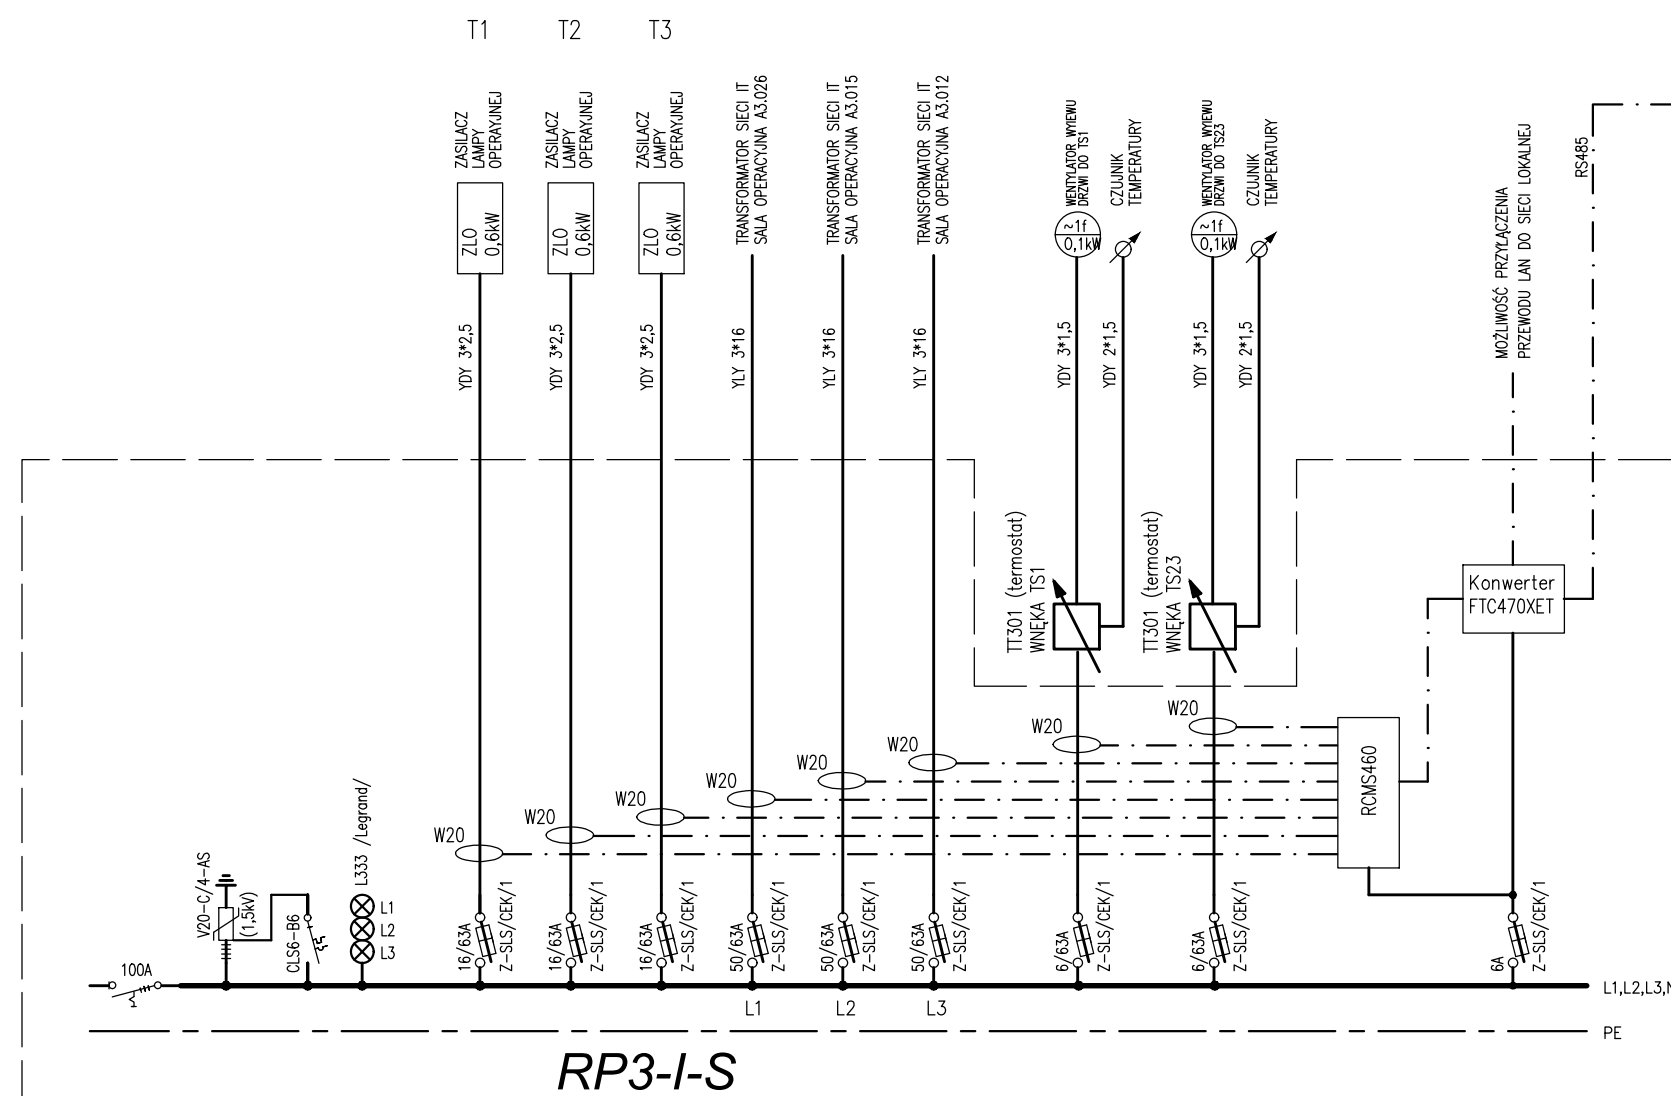 T1
T2
T3
ZASILACZ
LAMPY
OPERAYJNEJ
ZASILACZ
LAMPY
OPERAYJNEJ
ZASILACZ
LAMPY
OPERAYJNEJ
TRANSFORMATOR SIECI IT
SALA OPERACYJNA A3.026
TRANSFORMATOR SIECI IT
SALA OPERACYJNA A3.015
TRANSFORMATOR SIECI IT
SALA OPERACYJNA A3.012
WENTYLATOR WYIEWU
DRZWI DO TS1
CZUJNIK
TEMPERATURY
WENTYLATOR WYIEWU
DRZWI DO TS23
CZUJNIK
TEMPERATURY
MOŻLIWOŚĆ PRZYŁĄCZENIA
PRZEWODU LAN DO SIECI LOKALNEJ
RS485
ZLO
0,6kW
ZLO
0,6kW
ZLO
0,6kW
~1f
0,1kW
~1f
0,1kW
YDY 3*2,5
YDY 3*2,5
YDY 3*2,5
YLY 3*16
YLY 3*16
YLY 3*16
YDY 3*1,5
YDY 2*1,5
YDY 3*1,5
YDY 2*1,5
TT301 (termostat)
WNĘKA TS1
TT301 (termostat)
WNĘKA TS23
Konwerter
FTC470XET
W20
W20
W20
W20
W20
W20
W20
W20
RCMS460
V20-C/4-AS
(1,5kV)
CLS6-B6
L333 /Legrand/
L1
L2
L3
100A
16/63A
Z-SLS/CEK/1
16/63A
Z-SLS/CEK/1
16/63A
Z-SLS/CEK/1
50/63A
Z-SLS/CEK/1
50/63A
Z-SLS/CEK/1
50/63A
Z-SLS/CEK/1
6/63A
Z-SLS/CEK/1
6/63A
Z-SLS/CEK/1
6A
Z-SLS/CEK/1
L1,L2,L3,N
L1
L2
L3
PE
RP3-I-S